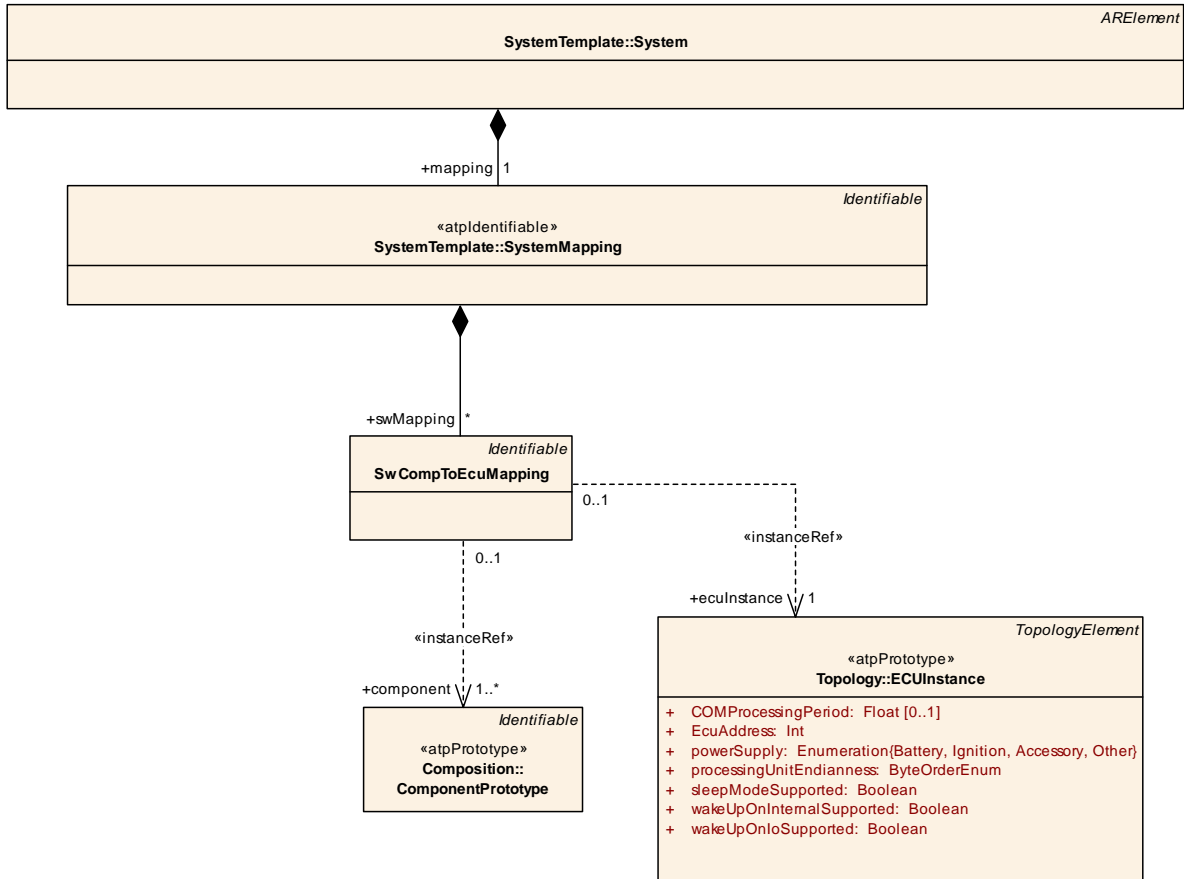 ARElement
SystemTemplate::System
+mapping 1
Identifiable
«atpIdentifiable»
SystemTemplate::SystemMapping
+swMapping *
Identifiable
SwCompToEcuMapping
0..1
0..1
«instanceRef»
+ecuInstance 1
«instanceRef»
+component 1..*
TopologyElement
«atpPrototype»
Topology::ECUInstance
+ COMProcessingPeriod: Float [0..1]
+ EcuAddress: Int
+ powerSupply: Enumeration{Battery, Ignition, Accessory, Other}
+ processingUnitEndianness: ByteOrderEnum
+ sleepModeSupported: Boolean
+ wakeUpOnInternalSupported: Boolean
+ wakeUpOnIoSupported: Boolean
Identifiable
«atpPrototype»
Composition::
ComponentPrototype